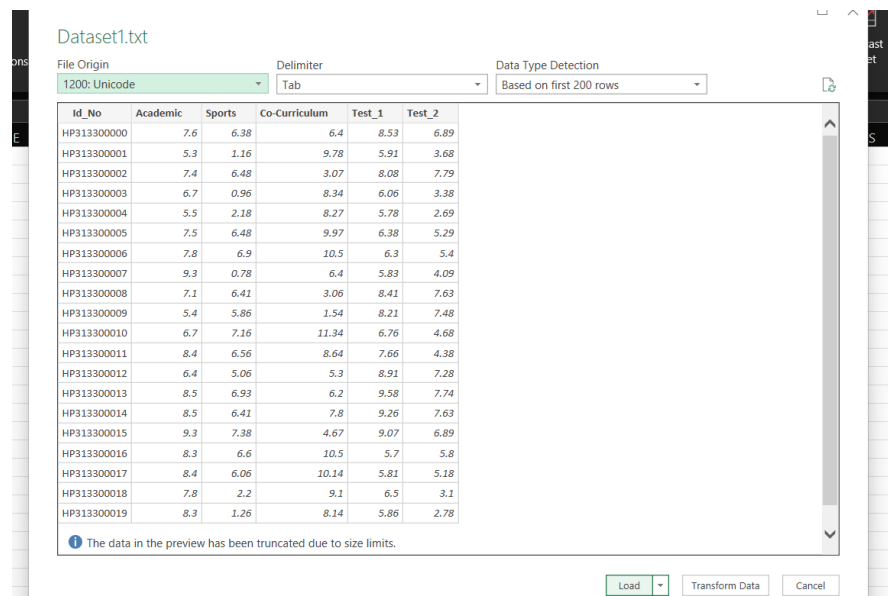 Dataset1.txt
ast
et
ons
File Origin Delimiter Data Type Detection
1200: Unicode Tab Based on first 200 rows
Id_No Academic Sports Co-Curriculum Test_1 Test_2
HP313300000 7.6 6.38 6.4 8.53 6.89
E S
HP313300001 5.3 1.16 9.78 5.91 3.68
HP313300002 7.4 6.48 3.07 8.08 7.79
HP313300003 6.7 0.96 8.34 6.06 3.38
HP313300004 5.5 2.18 8.27 5.78 2.69
HP313300005 7.5 6.48 9.97 6.38 5.29
HP313300006 7.8 6.9 10.5 6.3 5.4
HP313300007 9.3 0.78 6.4 5.83 4.09
HP313300008 7.1 6.41 3.06 8.41 7.63
HP313300009 5.4 5.86 1.54 8.21 7.48
HP313300010 6.7 7.16 11.34 6.76 4.68
HP313300011 8.4 6.56 8.64 7.66 4.38
HP313300012 6.4 5.06 5.3 8.91 7.28
HP313300013 8.5 6.93 6.2 9.58 7.74
HP313300014 8.5 6.41 7.8 9.26 7.63
HP313300015 9.3 7.38 4.67 9.07 6.89
HP313300016 8.3 6.6 10.5 5.7 5.8
HP313300017 8.4 6.06 10.14 5.81 5.18
HP313300018 7.8 2.2 9.1 6.5 3.1
HP313300019 8.3 1.26 8.14 5.86 2.78
The data in the preview has been truncated due to size limits.
Load Transform Data Cancel